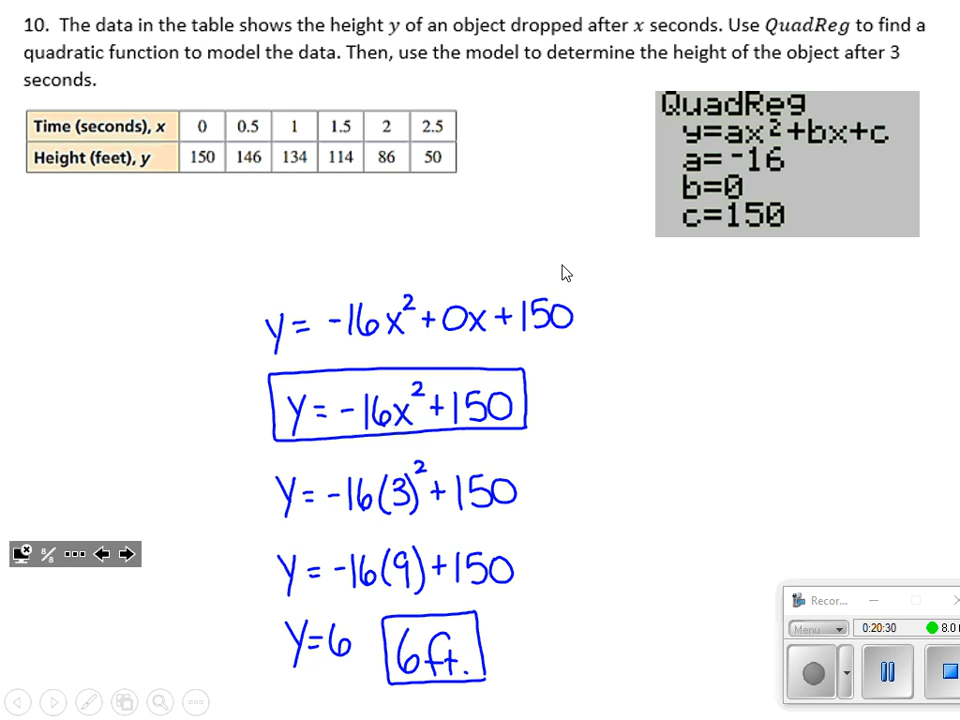 10. The data in the table shows the height y of an object dropped after x seconds. Use QuadReg to find a
quadratic function to model the data. Then, use the model to determine the height of the object after 3
seconds.
Time (seconds), x 0 0.5 1 1.5 2 2.5
Height (feet), y 150 146 134 114 86 50
QuadReg
y=ax²+bx+c
a=-16
b=0
c=150
y = -16x² + 0x + 150
y = -16x² + 150
y = -16(3)² + 150
y = -16(9) + 150
y=6 6ft.
8/8
Recor...
Menu 0:20:30 8.0